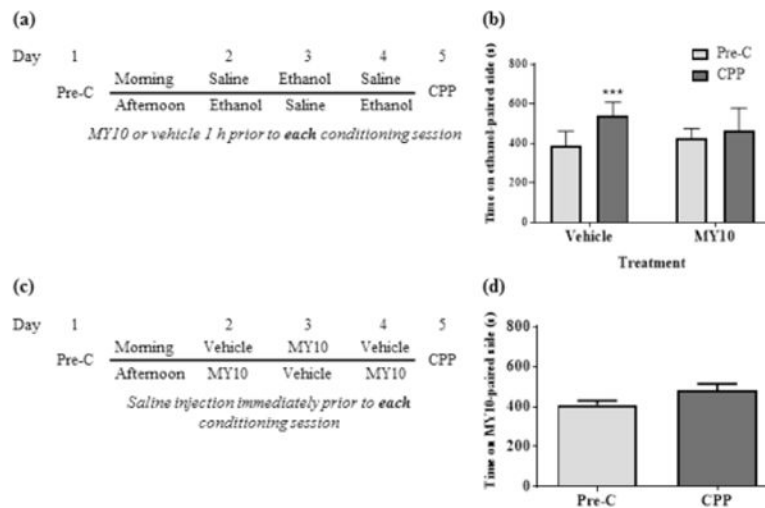 (a)
Day 1 2 3 4 5
Pre-C Morning Saline Ethanol Saline CPP
Afternoon Ethanol Saline Ethanol
MY10 or vehicle 1 h prior to each conditioning session
(b)
Time on ethanol-paired side (s)
800
600
400
200
0
***
Pre-C
CPP
Vehicle MY10
Treatment
(c)
Day 1 2 3 4 5
Pre-C Morning Vehicle MY10 Vehicle CPP
Afternoon MY10 Vehicle MY10
Saline injection immediately prior to each
conditioning session
(d)
Time on MY10-paired side (s)
800
600
400
200
0
Pre-C CPP